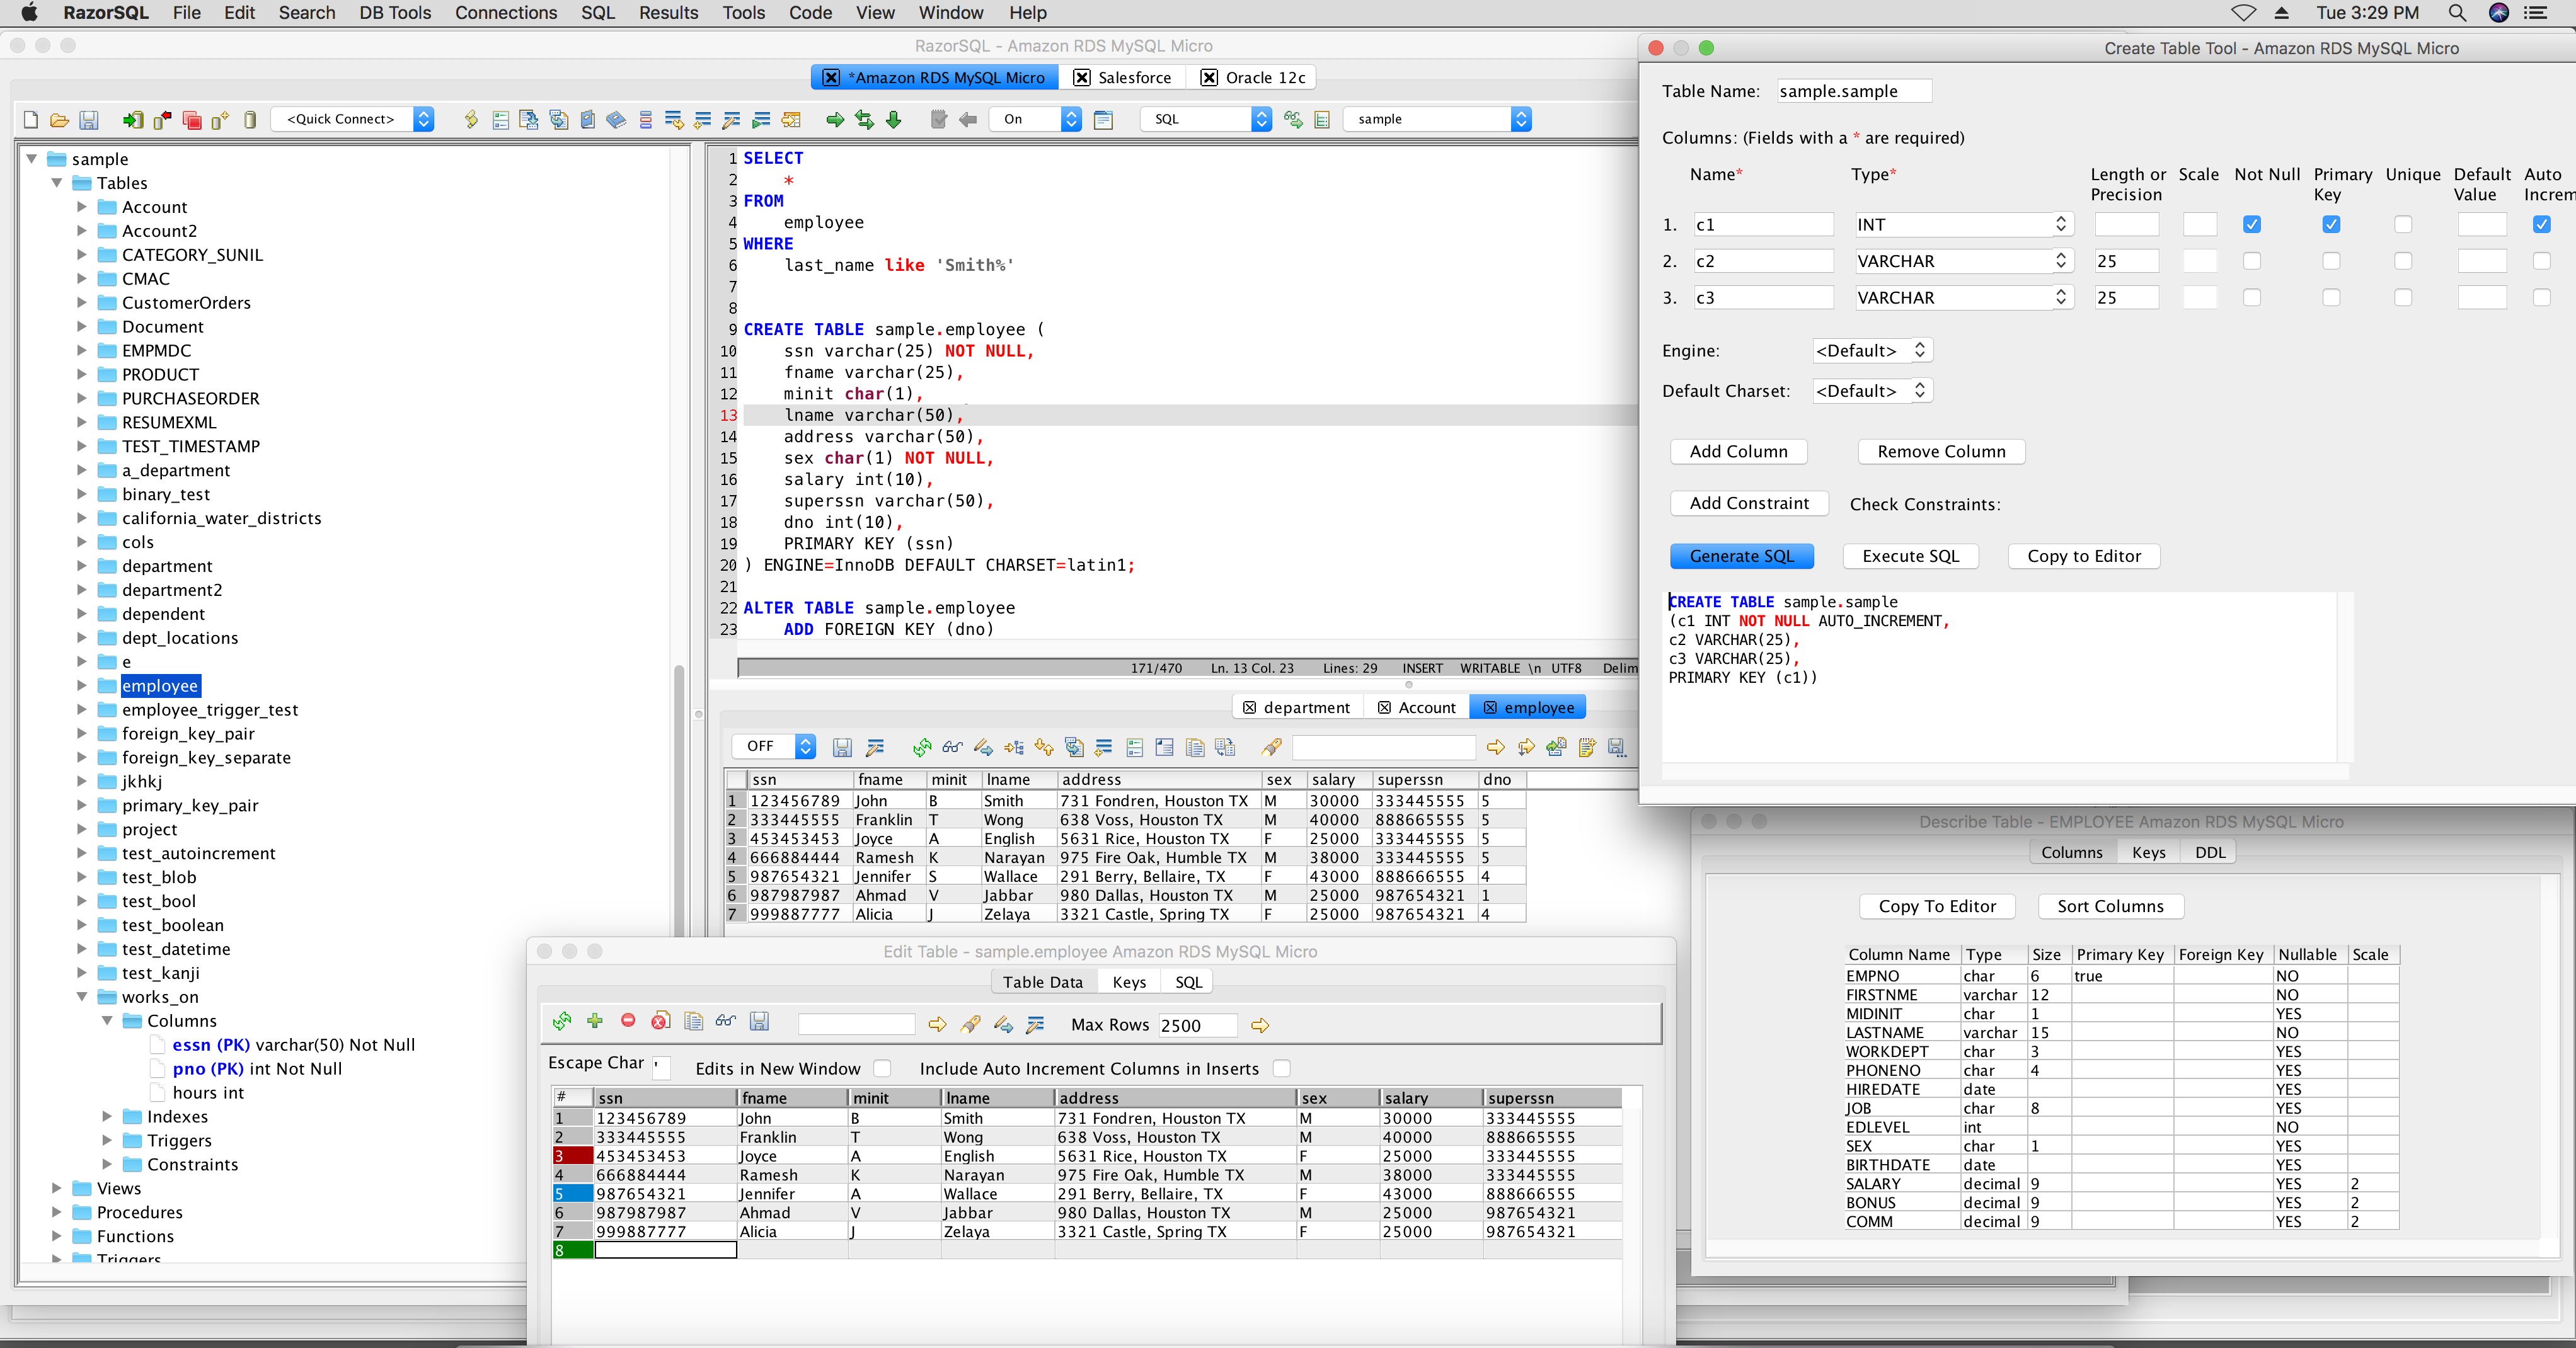 RazorSQL File Edit Search DB Tools Connections SQL Results Tools Code View Window Help Tue 3:29 PM
RazorSQL - Amazon RDS MySQL Micro
*Amazon RDS MySQL Micro Salesforce Oracle 12c
<Quick Connect> On SQL sample
sample
Tables
Account
Account2
CATEGORY_SUNIL
CMAC
CustomerOrders
Document
EMPMDC
PRODUCT
PURCHASEORDER
RESUMEXML
TEST_TIMESTAMP
a_department
binary_test
california_water_districts
cols
department
department2
dependent
dept_locations
e
employee
employee_trigger_test
foreign_key_pair
foreign_key_separate
jkhkj
primary_key_pair
project
test_autoincrement
test_blob
test_bool
test_boolean
test_datetime
test_kanji
works_on
Columns
essn (PK) varchar(50) Not Null
pno (PK) int Not Null
hours int
Indexes
Triggers
Constraints
Views
Procedures
Functions
Triggers
1 SELECT
2 *
3 FROM
4 employee
5 WHERE
6 last_name like 'Smith%'
7
8
9 CREATE TABLE sample.employee (
10 ssn varchar(25) NOT NULL,
11 fname varchar(25),
12 minit char(1),
13 lname varchar(50),
14 address varchar(50),
15 sex char(1) NOT NULL,
16 salary int(10),
17 superssn varchar(50),
18 dno int(10),
19 PRIMARY KEY (ssn)
20 ) ENGINE=InnoDB DEFAULT CHARSET=latin1;
21
22 ALTER TABLE sample.employee
23 ADD FOREIGN KEY (dno)
171/470 Ln. 13 Col. 23 Lines: 29 INSERT WRITABLE \n UTF8 Delim
department Account employee
OFF
ssn fname minit lname address sex salary superssn dno
1 123456789 John B Smith 731 Fondren, Houston TX M 30000 333445555 5
2 333445555 Franklin T Wong 638 Voss, Houston TX M 40000 888665555 5
3 453453453 Joyce A English 5631 Rice, Houston TX F 25000 333445555 5
4 666884444 Ramesh K Narayan 975 Fire Oak, Humble TX M 38000 333445555 5
5 987654321 Jennifer S Wallace 291 Berry, Bellaire, TX F 43000 888666555 4
6 987987987 Ahmad V Jabbar 980 Dallas, Houston TX M 25000 987654321 1
7 999887777 Alicia J Zelaya 3321 Castle, Spring TX F 25000 987654321 4
Create Table Tool - Amazon RDS MySQL Micro
Table Name: sample.sample
Columns: (Fields with a * are required)
Name* Type* Length or Precision Scale Not Null Primary Key Unique Default Value Auto Increm
1. c1 INT
2. c2 VARCHAR 25
3. c3 VARCHAR 25
Engine: <Default>
Default Charset: <Default>
Add Column Remove Column
Add Constraint Check Constraints:
Generate SQL Execute SQL Copy to Editor
CREATE TABLE sample.sample
(c1 INT NOT NULL AUTO_INCREMENT,
c2 VARCHAR(25),
c3 VARCHAR(25),
PRIMARY KEY (c1))
Describe Table - EMPLOYEE Amazon RDS MySQL Micro
Columns Keys DDL
Copy To Editor Sort Columns
Column Name Type Size Primary Key Foreign Key Nullable Scale
EMPNO char 6 true NO
FIRSTNME varchar 12 NO
MIDINIT char 1 YES
LASTNAME varchar 15 NO
WORKDEPT char 3 YES
PHONENO char 4 YES
HIREDATE date YES
JOB char 8 YES
EDLEVEL int NO
SEX char 1 YES
BIRTHDATE date YES
SALARY decimal 9 YES 2
BONUS decimal 9 YES 2
COMM decimal 9 YES 2
Edit Table - sample.employee Amazon RDS MySQL Micro
Table Data Keys SQL
Max Rows 2500
Escape Char ' Edits in New Window Include Auto Increment Columns in Inserts
# ssn fname minit lname address sex salary superssn
1 123456789 John B Smith 731 Fondren, Houston TX M 30000 333445555
2 333445555 Franklin T Wong 638 Voss, Houston TX M 40000 888665555
3 453453453 Joyce A English 5631 Rice, Houston TX F 25000 333445555
4 666884444 Ramesh K Narayan 975 Fire Oak, Humble TX M 38000 333445555
5 987654321 Jennifer A Wallace 291 Berry, Bellaire, TX F 43000 888666555
6 987987987 Ahmad V Jabbar 980 Dallas, Houston TX M 25000 987654321
7 999887777 Alicia J Zelaya 3321 Castle, Spring TX F 25000 987654321
8